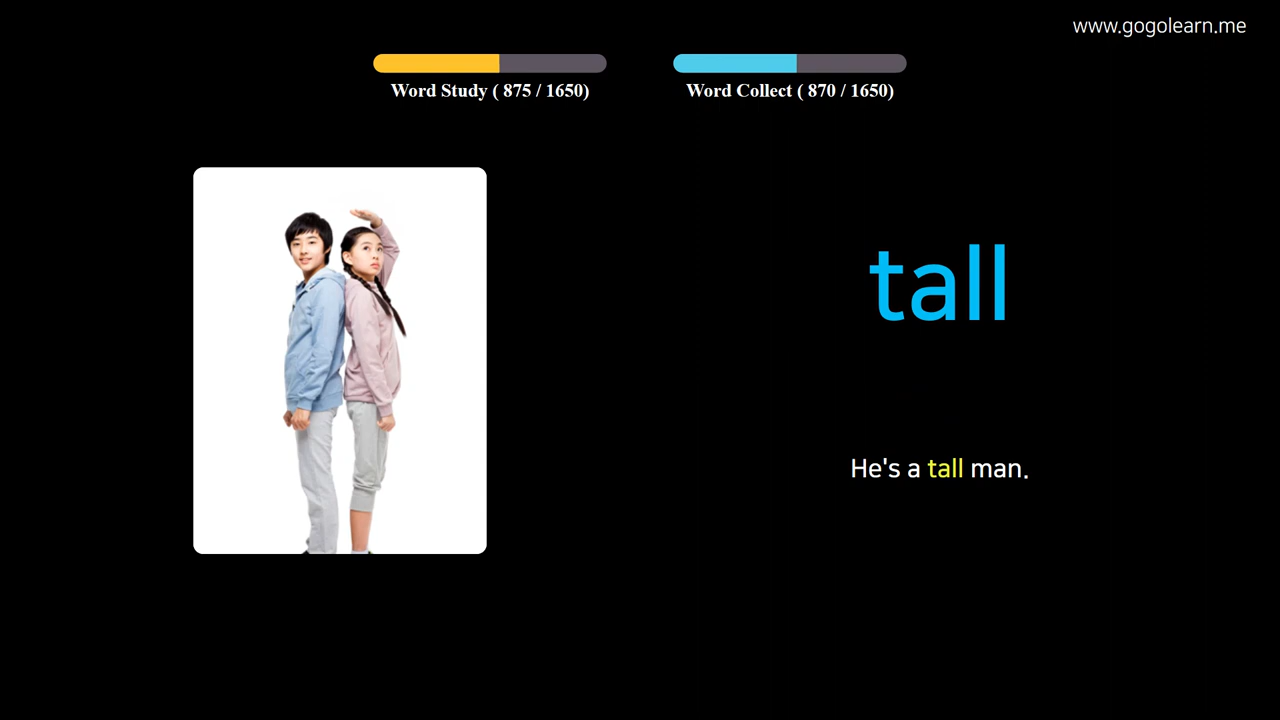 www.gogolearn.me
Word Study ( 875 / 1650)
Word Collect ( 870 / 1650)
tall
He's a tall man.